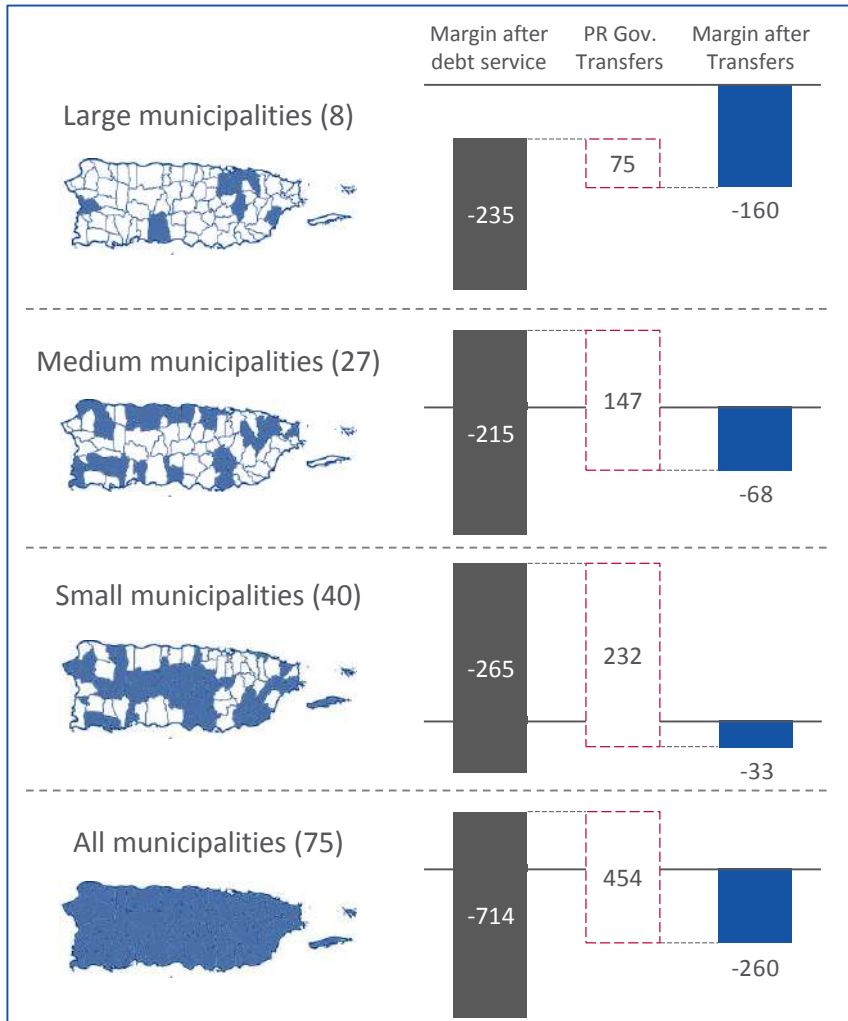 Margin after
debt service
PR Gov.
Transfers
Margin after
Transfers
Large municipalities (8)
-235
75
-160
Medium municipalities (27)
-215
147
-68
Small municipalities (40)
-265
232
-33
All municipalities (75)
-714
454
-260